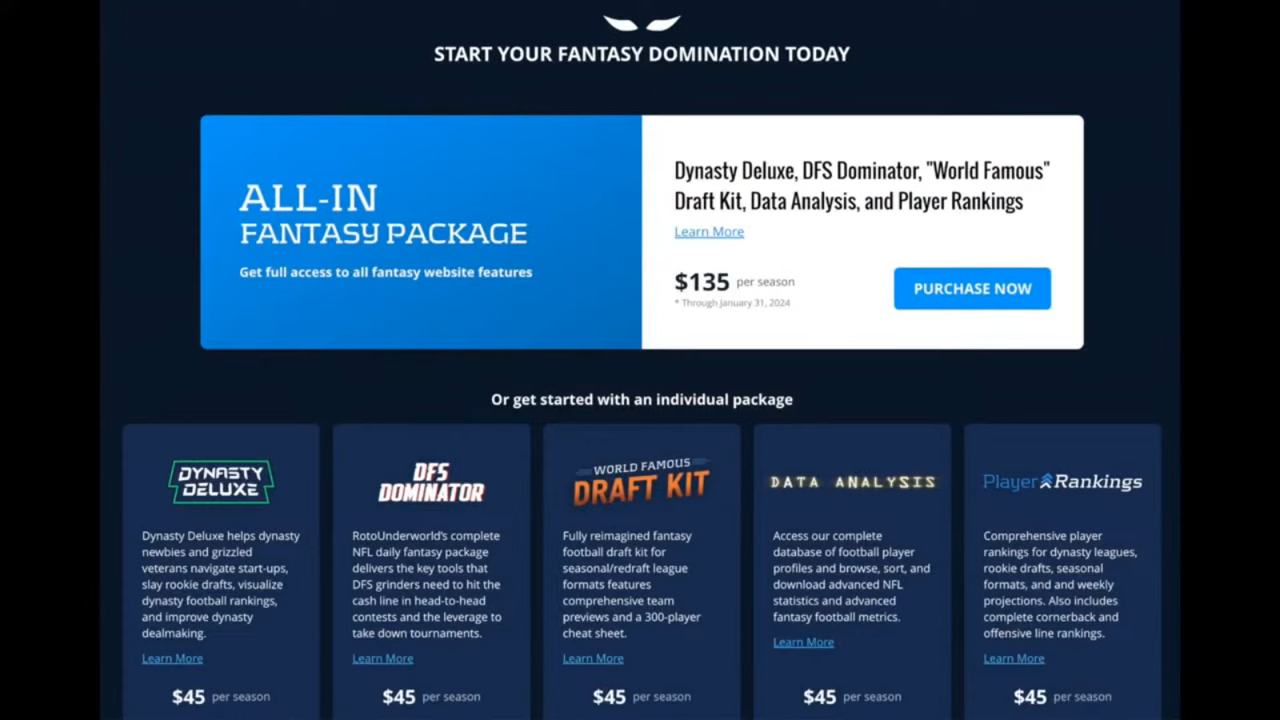 START YOUR FANTASY DOMINATION TODAY
ALL-IN
FANTASY PACKAGE
Get full access to all fantasy website features
Dynasty Deluxe, DFS Dominator, "World Famous"
Draft Kit, Data Analysis, and Player Rankings
Learn More
$135 per season
* Through January 31, 2024
PURCHASE NOW
Or get started with an individual package
DYNASTY
DELUXE
Dynasty Deluxe helps dynasty
newbies and grizzled
veterans navigate start-ups,
slay rookie drafts, visualize
dynasty football rankings,
and improve dynasty
dealmaking.
Learn More
$45 per season
DFS
DOMINATOR
RotoUnderworld's complete
NFL daily fantasy package
delivers the key tools that
DFS grinders need to hit the
cash line in head-to-head
contests and the leverage to
take down tournaments.
Learn More
$45 per season
WORLD FAMOUS
DRAFT KIT
Fully reimagined fantasy
football draft kit for
seasonal/redraft league
formats features
comprehensive team
previews and a 300-player
cheat sheet.
Learn More
$45 per season
DATA ANALYSIS
Access our complete
database of football player
profiles and browse, sort, and
download advanced NFL
statistics and advanced
fantasy football metrics.
Learn More
$45 per season
Player Rankings
Comprehensive player
rankings for dynasty leagues,
rookie drafts, seasonal
formats, and and weekly
projections. Also includes
complete cornerback and
offensive line rankings.
Learn More
$45 per season